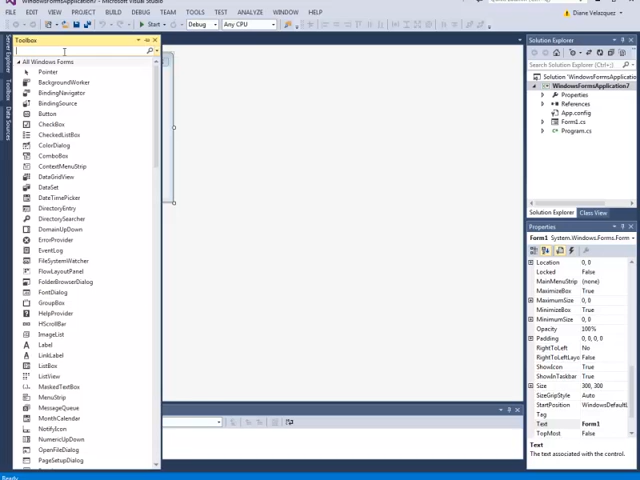 WindowsFormsApplication7 - Microsoft Visual Studio
FILE EDIT VIEW PROJECT BUILD DEBUG TEAM TOOLS TEST ANALYZE WINDOW HELP
Diane Velazquez
Start Debug Any CPU
Server Explorer
Toolbox
Data Sources
Toolbox
All Windows Forms
Pointer
BackgroundWorker
BindingNavigator
BindingSource
Button
CheckBox
CheckedListBox
ColorDialog
ComboBox
ContextMenuStrip
DataGridView
DataSet
DateTimePicker
DirectoryEntry
DirectorySearcher
DomainUpDown
ErrorProvider
EventLog
FileSystemWatcher
FlowLayoutPanel
FolderBrowserDialog
FontDialog
GroupBox
HelpProvider
HScrollBar
ImageList
Label
LinkLabel
ListBox
ListView
MaskedTextBox
MenuStrip
MessageQueue
MonthCalendar
NotifyIcon
NumericUpDown
OpenFileDialog
PageSetupDialog
Solution Explorer
Search Solution Explorer (Ctrl+;)
Solution 'WindowsFormsApplication
WindowsFormsApplication7
Properties
References
App.config
Form1.cs
Program.cs
Solution Explorer Class View
Properties
Form1 System.Windows.Forms.Form
Location 0, 0
Locked False
MainMenuStrip (none)
MaximizeBox True
MaximumSize 0, 0
MinimizeBox True
MinimumSize 0, 0
Opacity 100%
Padding 0, 0, 0, 0
RightToLeft No
RightToLeftLayo False
ShowIcon True
ShowInTaskbar True
Size 300, 300
SizeGripStyle Auto
StartPosition WindowsDefaultL
Tag
Text Form1
TopMost False
Text
The text associated with the control.
Ready